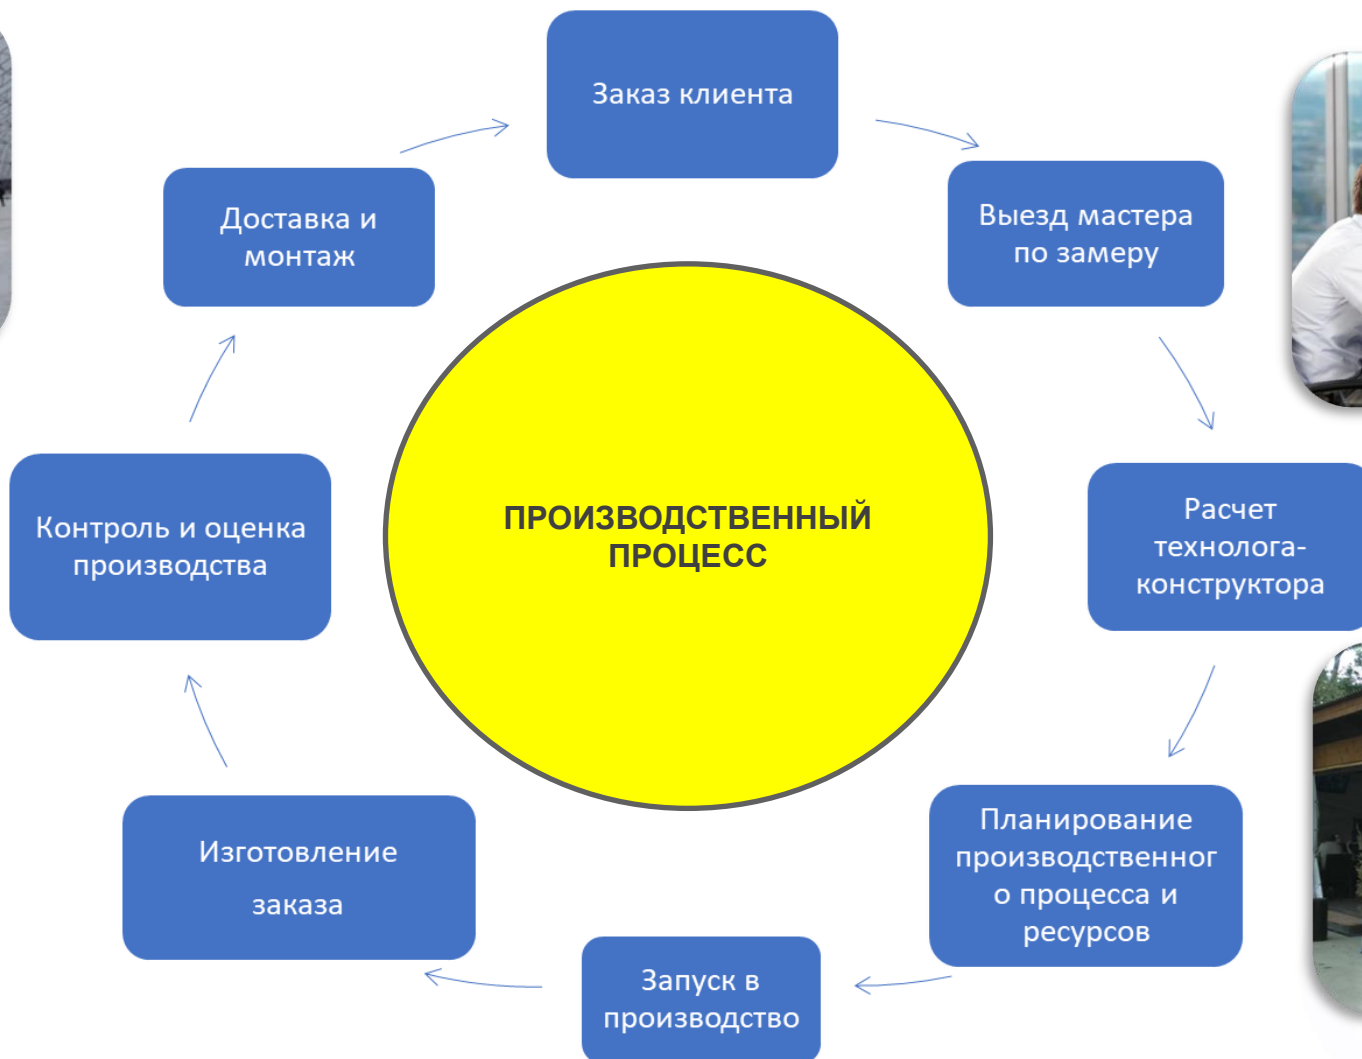 Заказ клиента
Выезд мастера
по замеру
Расчет
технолога-
конструктора
Планирование
производственног
о процесса и
ресурсов
Запуск в
производство
Изготовление
заказа
Контроль и оценка
производства
Доставка и
монтаж
ПРОИЗВОДСТВЕННЫЙ
ПРОЦЕСС